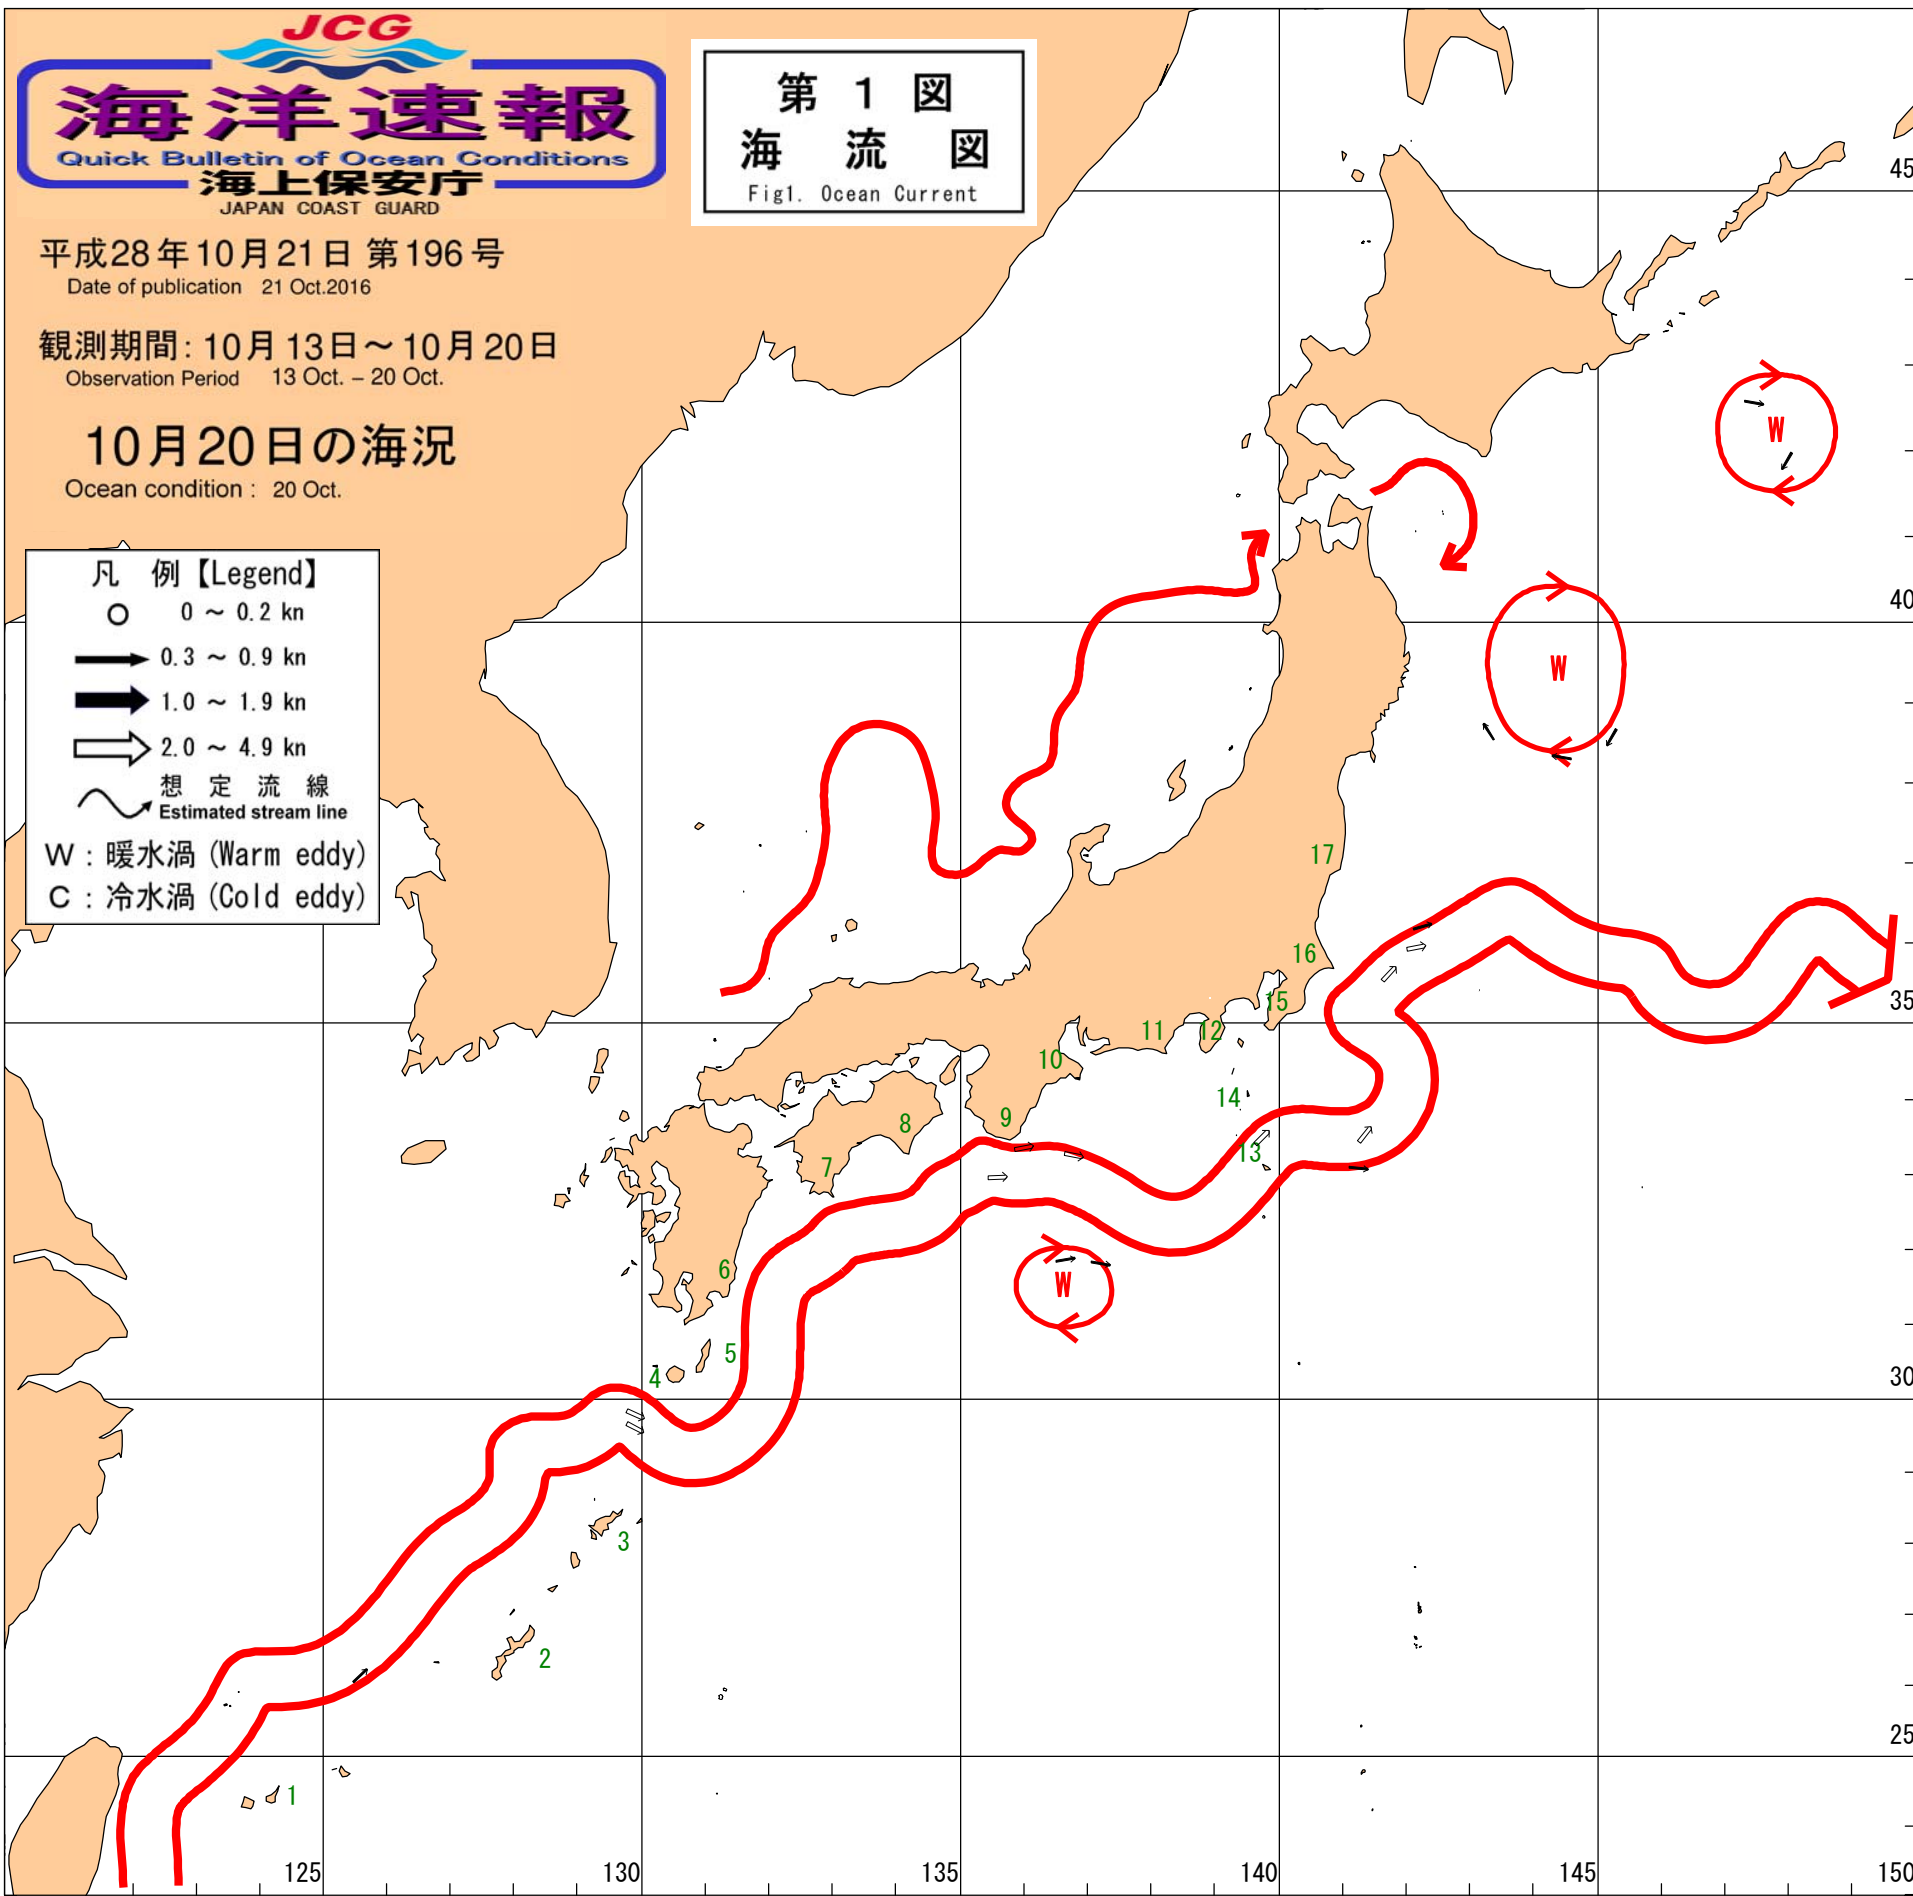 JCG
海洋速報
Quick Bulletin of Ocean Conditions
海上保安庁
JAPAN COAST GUARD
第 1 図
海 流 図
Fig1. Ocean Current
平成28年10月21日 第196号
Date of publication 21 Oct.2016
観測期間: 10月13日～10月20日
Observation Period 13 Oct. – 20 Oct.
10月20日の海況
Ocean condition : 20 Oct.
凡 例【Legend】
0 ～ 0.2 kn
0.3 ～ 0.9 kn
1.0 ～ 1.9 kn
2.0 ～ 4.9 kn
想 定 流 線
Estimated stream line
W : 暖水渦 (Warm eddy)
C : 冷水渦 (Cold eddy)
45
W
40
W
17
16
35
15
11
12
10
14
9
8
13
7
W
6
5
4
30
3
2
25
1
125
130
135
140
145
150